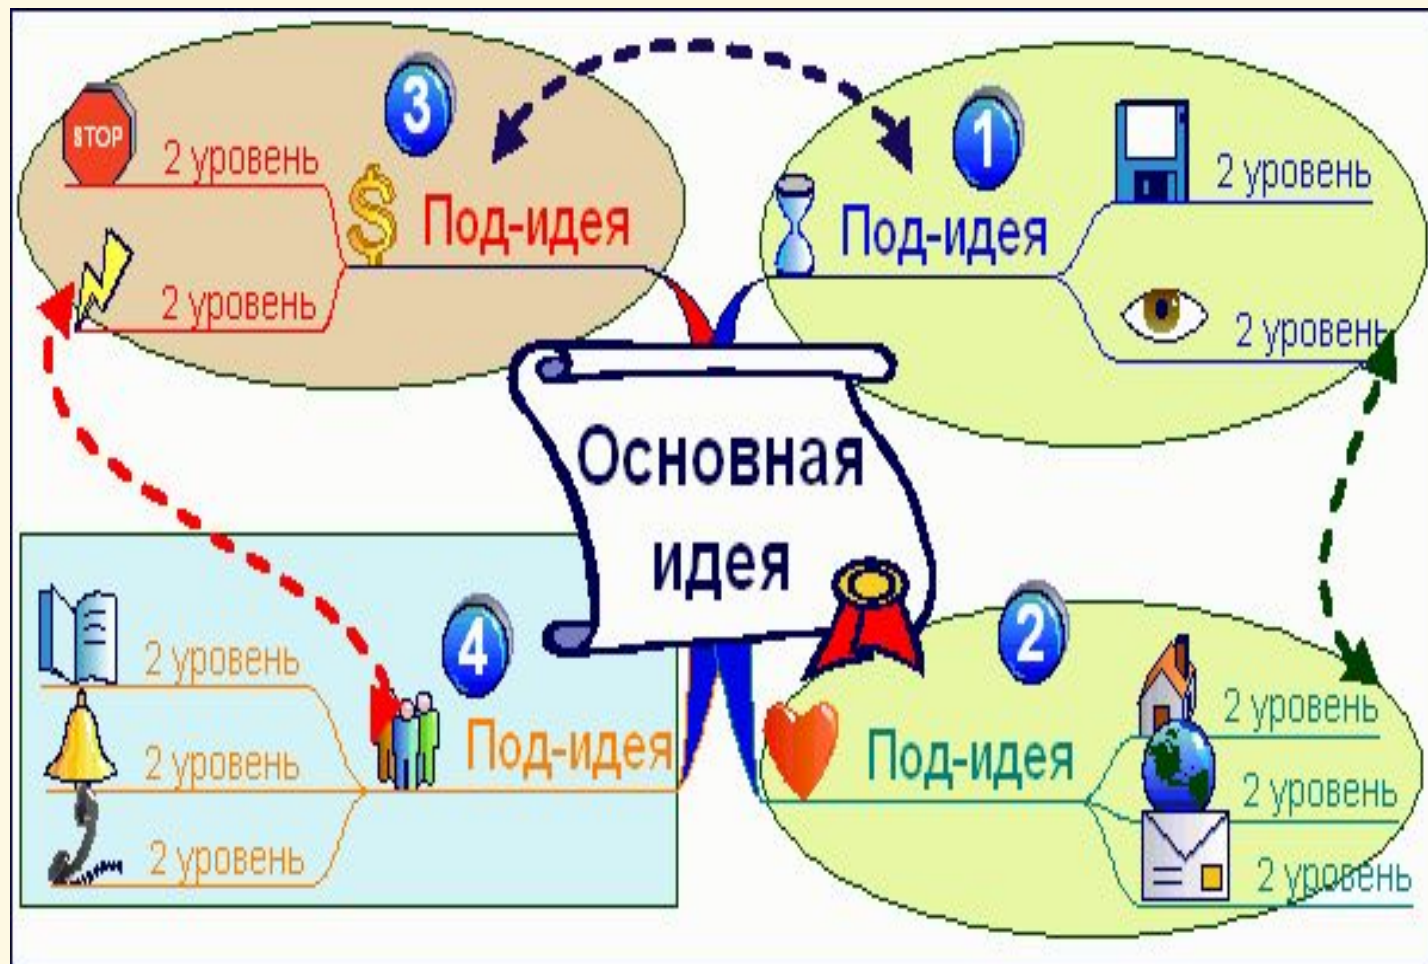 3
STOP
2 уровень
Под-идея
2 уровень
1
2 уровень
Под-идея
2 уровень
Основная
идея
4
2 уровень
Под-идея
2 уровень
2 уровень
2
2 уровень
Под-идея
2 уровень
2 уровень